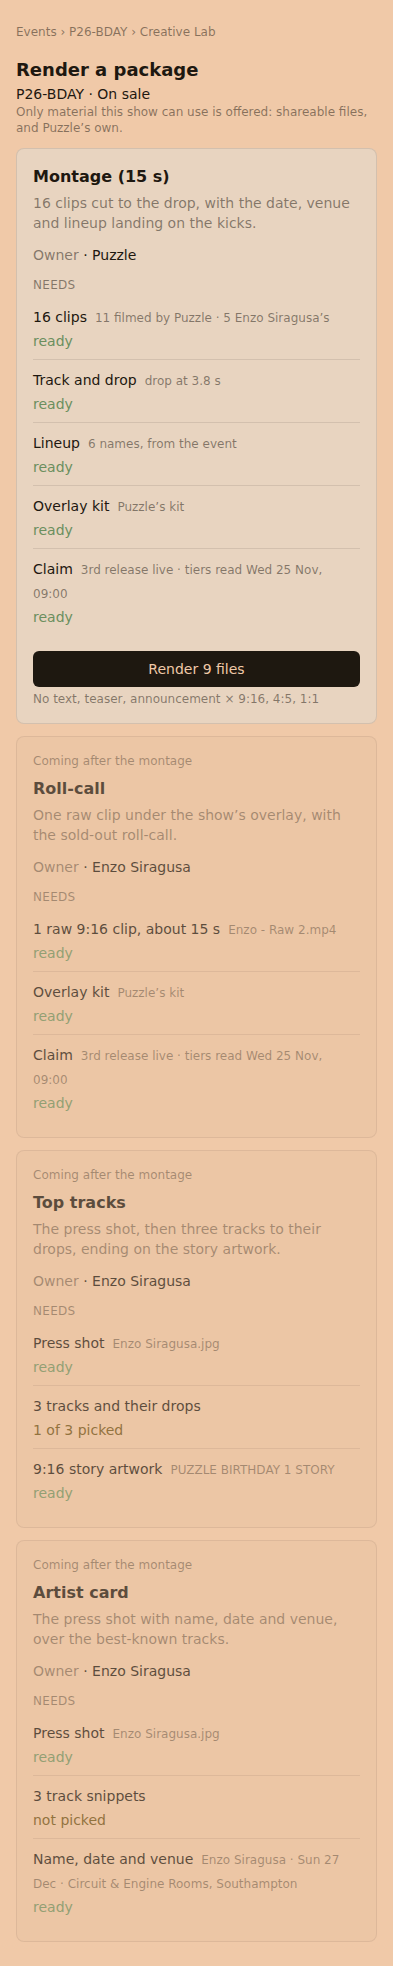 Events › P26-BDAY › Creative Lab
Render a package
P26-BDAY · On sale
Only material this show can use is offered: shareable files,
and Puzzle’s own.
Montage (15 s)
16 clips cut to the drop, with the date, venue
and lineup landing on the kicks.
Owner · Puzzle
NEEDS
16 clips 11 filmed by Puzzle · 5 Enzo Siragusa’s
ready
Track and drop drop at 3.8 s
ready
Lineup 6 names, from the event
ready
Overlay kit Puzzle’s kit
ready
Claim 3rd release live · tiers read Wed 25 Nov,
09:00
ready
Render 9 files
No text, teaser, announcement × 9:16, 4:5, 1:1
Coming after the montage
Roll-call
One raw clip under the show’s overlay, with
the sold-out roll-call.
Owner · Enzo Siragusa
NEEDS
1 raw 9:16 clip, about 15 s Enzo - Raw 2.mp4
ready
Overlay kit Puzzle’s kit
ready
Claim 3rd release live · tiers read Wed 25 Nov,
09:00
ready
Coming after the montage
Top tracks
The press shot, then three tracks to their
drops, ending on the story artwork.
Owner · Enzo Siragusa
NEEDS
Press shot Enzo Siragusa.jpg
ready
3 tracks and their drops
1 of 3 picked
9:16 story artwork PUZZLE BIRTHDAY 1 STORY
ready
Coming after the montage
Artist card
The press shot with name, date and venue,
over the best-known tracks.
Owner · Enzo Siragusa
NEEDS
Press shot Enzo Siragusa.jpg
ready
3 track snippets
not picked
Name, date and venue Enzo Siragusa · Sun 27
Dec · Circuit & Engine Rooms, Southampton
ready